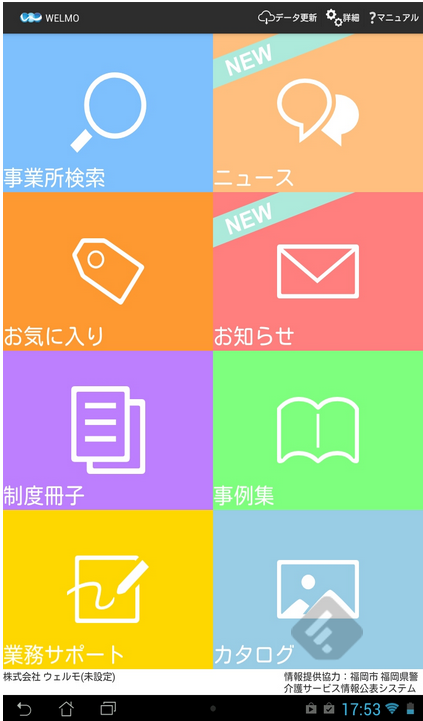 WELMO データ更新 詳細 ?マニュアル
NEW
事業所検索 ニュース
NEW
お気に入り お知らせ
制度冊子 事例集
業務サポート カタログ
株式会社 ウェルモ(未設定) 情報提供協力：福岡市 福岡県警
介護サービス情報公表システム
17:53